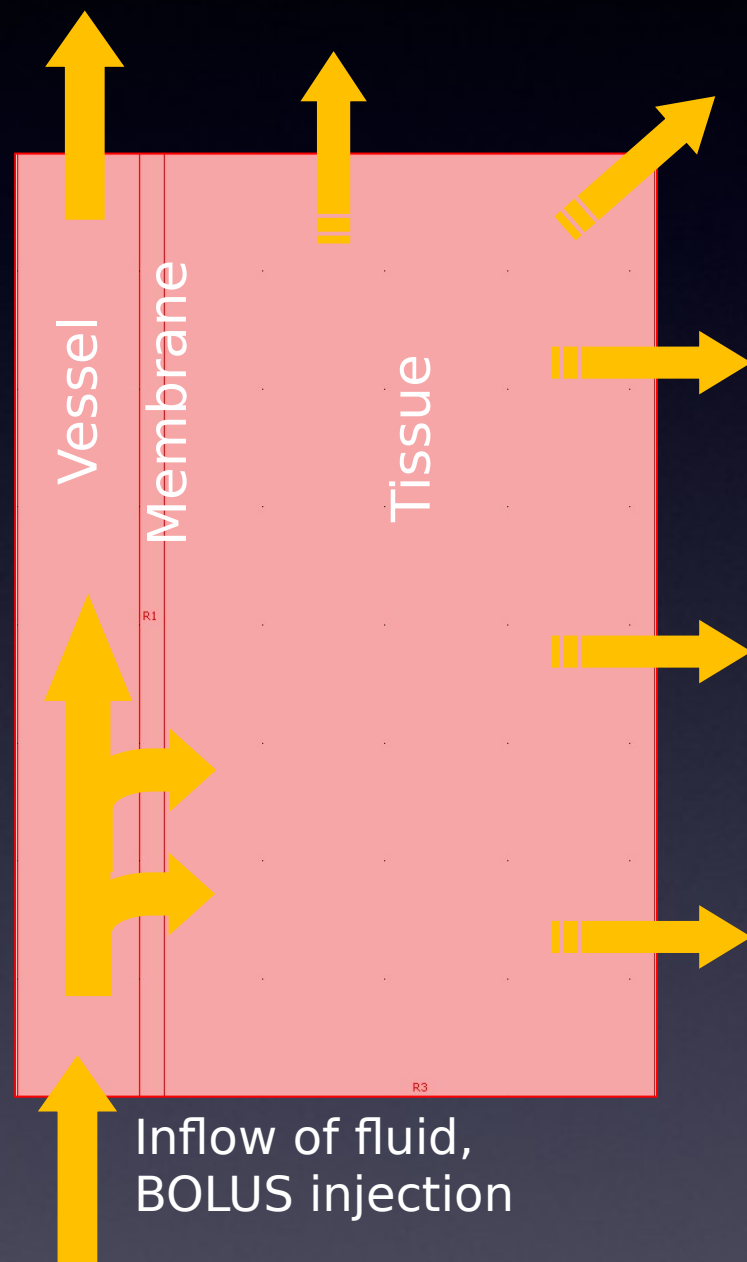 Vessel
Membrane
Tissue
R1
R3
Inflow of fluid,
BOLUS injection